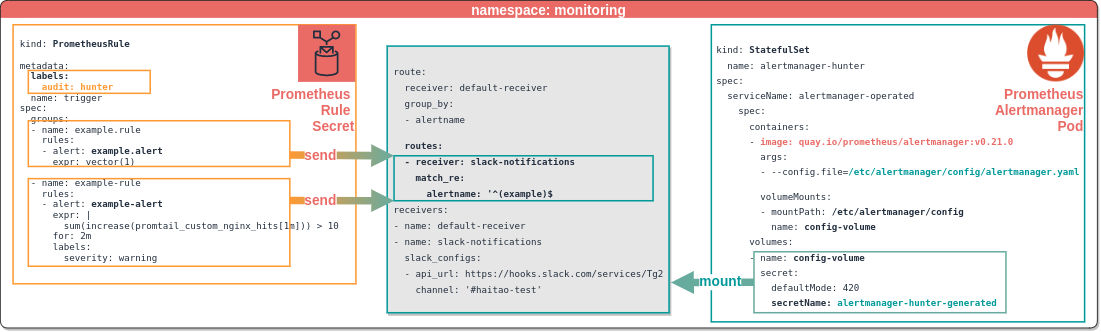 namespace: monitoring
kind: PrometheusRule
metadata:
labels:
audit: hunter
name: trigger
spec:
groups:
- name: example.rule
rules:
- alert: example.alert
expr: vector(1)
- name: example-rule
rules:
- alert: example-alert
expr: |
sum(increase(promtail_custom_nginx_hits[1m])) > 10
for: 2m
labels:
severity: warning
Prometheus
Rule
Secret
send
send
route:
receiver: default-receiver
group_by:
- alertname
routes:
- receiver: slack-notifications
match_re:
alertname: '^(example)$
receivers:
- name: default-receiver
- name: slack-notifications
slack_configs:
- api_url: https://hooks.slack.com/services/Tg2
channel: '#haitao-test'
mount
kind: StatefulSet
name: alertmanager-hunter
spec:
serviceName: alertmanager-operated
spec:
containers:
- image: quay.io/prometheus/alertmanager:v0.21.0
args:
- --config.file=/etc/alertmanager/config/alertmanager.yaml
volumeMounts:
- mountPath: /etc/alertmanager/config
name: config-volume
volumes:
- name: config-volume
secret:
defaultMode: 420
secretName: alertmanager-hunter-generated
Prometheus
Alertmanager
Pod